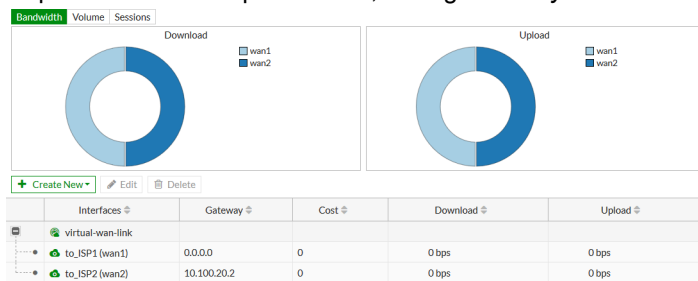 Bandwidth Volume Sessions
Download
wan1
wan2
Upload
wan1
wan2
Create New Edit Delete
Interfaces Gateway Cost Download Upload
virtual-wan-link
to_ISP1 (wan1) 0.0.0.0 0 0 bps 0 bps
to_ISP2 (wan2) 10.100.20.2 0 0 bps 0 bps